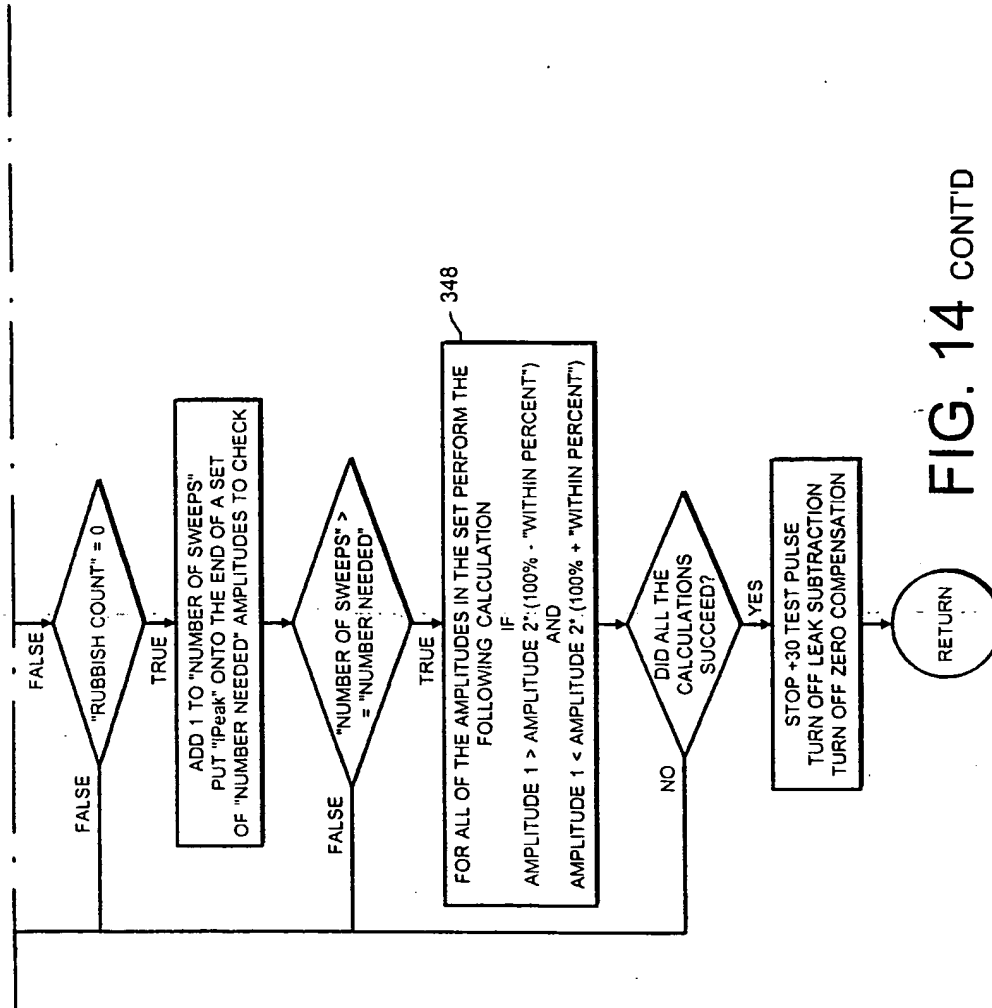 FALSE
"RUBBISH COUNT" = 0
FALSE
TRUE
ADD 1 TO "NUMBER OF SWEEPS"
PUT "IPeak" ONTO THE END OF A SET
OF "NUMBER NEEDED" AMPLITUDES TO CHECK
"NUMBER OF SWEEPS" >
= "NUMBER NEEDED"
FALSE
TRUE
348
FOR ALL OF THE AMPLITUDES IN THE SET PERFORM THE
FOLLOWING CALCULATION
IF
AMPLITUDE 1 > AMPLITUDE 2* (100% - "WITHIN PERCENT")
AND
AMPLITUDE 1 < AMPLITUDE 2* (100% + "WITHIN PERCENT")
DID ALL THE
CALCULATIONS
SUCCEED?
NO
YES
STOP +30 TEST PULSE
TURN OFF LEAK SUBTRACTION
TURN OFF ZERO COMPENSATION
RETURN
FIG. 14 CONT'D